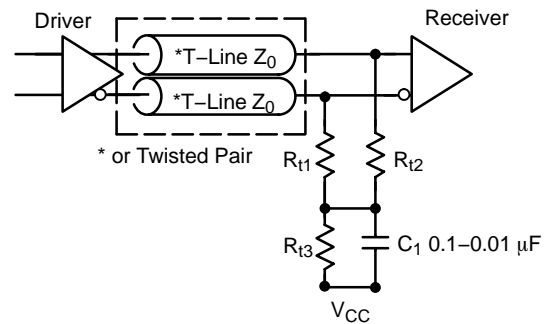 Driver
Receiver
*T–Line Z0
*T–Line Z0
* or Twisted Pair
Rt1
Rt2
Rt3
C1 0.1–0.01 μF
VCC